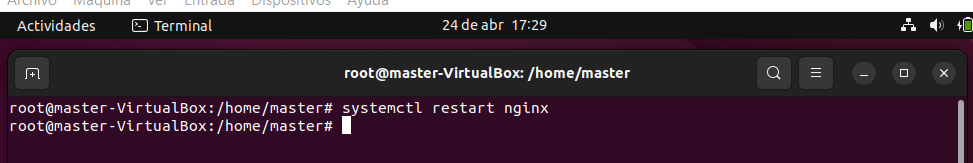 Archivo Máquina Ver Entrada Dispositivos Ayuda
Actividades Terminal 24 de abr 17:29
root@master-VirtualBox: /home/master
root@master-VirtualBox:/home/master# systemctl restart nginx
root@master-VirtualBox:/home/master#